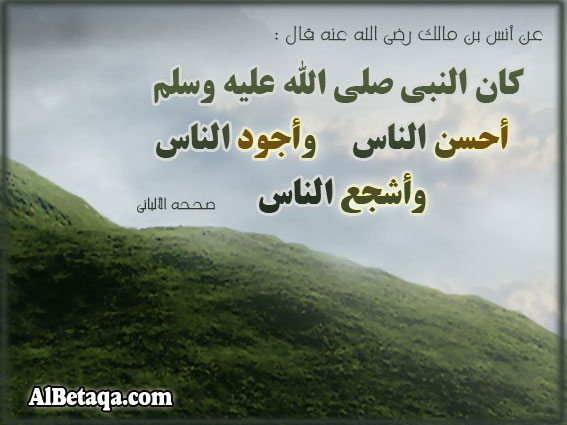 عن أنس بن مالك رضى الله عنه قال :
كان النبى صلى الله عليه وسلم
أحسن الناس وأجود الناس
وأشجع الناس
صححه الألبانى
AlBetaqa.com